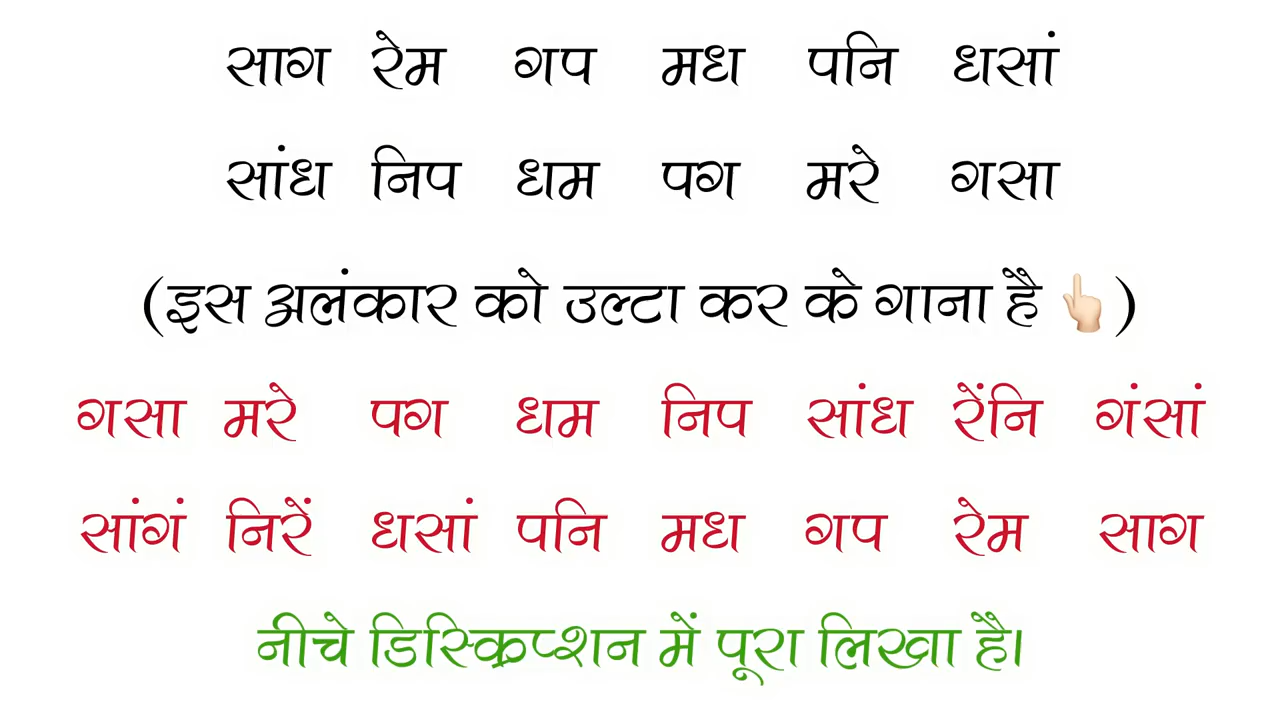 साग रेम गप मध पनि धसां
सांध निप धम पग मरे गसा
(इस अलंकार को उल्टा कर के गाना है 👆🏻)
गसा मरे पग धम निप सांध रेंनि गंसां
सांगं निरें धसां पनि मध गप रेम साग
नीचे डिस्क्रिप्शन में पूरा लिखा है।